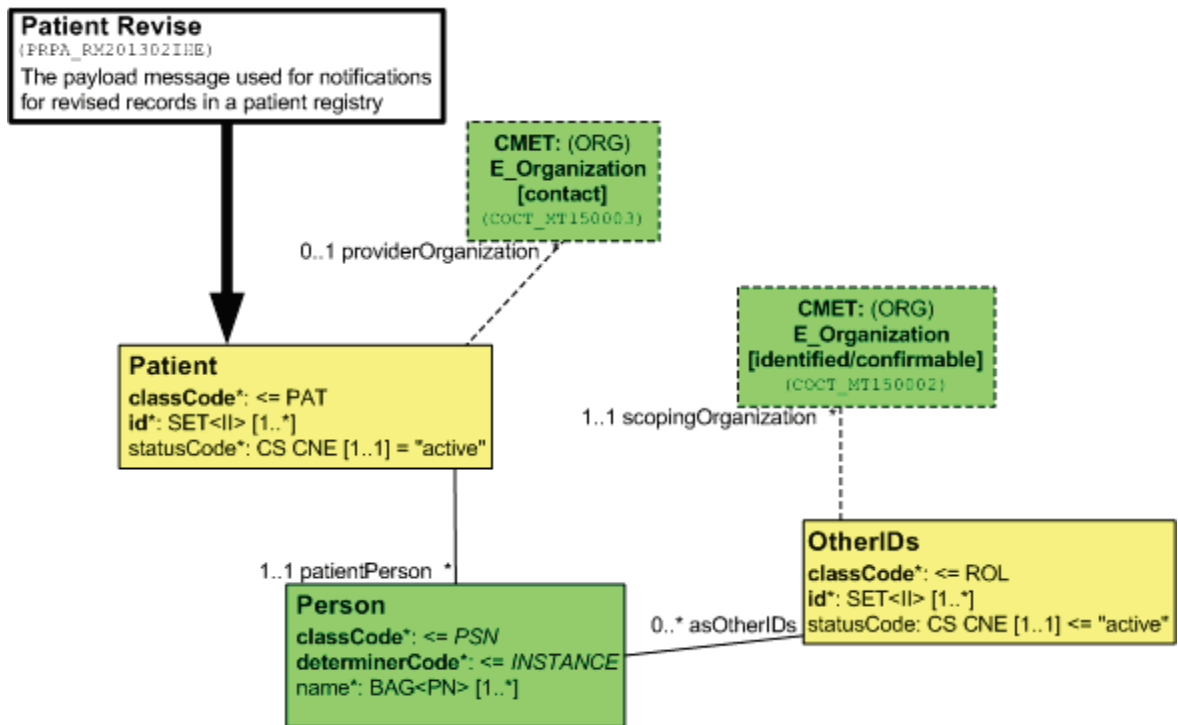 Patient Revise
(PRPA_RM201302IHE)
The payload message used for notifications
for revised records in a patient registry
CMET: (ORG)
E_Organization
[contact]
(COCT_MT150003)
0..1 providerOrganization *
CMET: (ORG)
E_Organization
[identified/confirmable]
(COCT_MT150002)
1..1 scopingOrganization *
Patient
classCode*: <= PAT
id*: SET<II> [1..*]
statusCode*: CS CNE [1..1] = "active"
OtherIDs
classCode*: <= ROL
id*: SET<II> [1..*]
statusCode: CS CNE [1..1] <= "active"
1..1 patientPerson *
Person
classCode*: <= PSN
determinerCode*: <= INSTANCE
name*: BAG<PN> [1..*]
0..* asOtherIDs